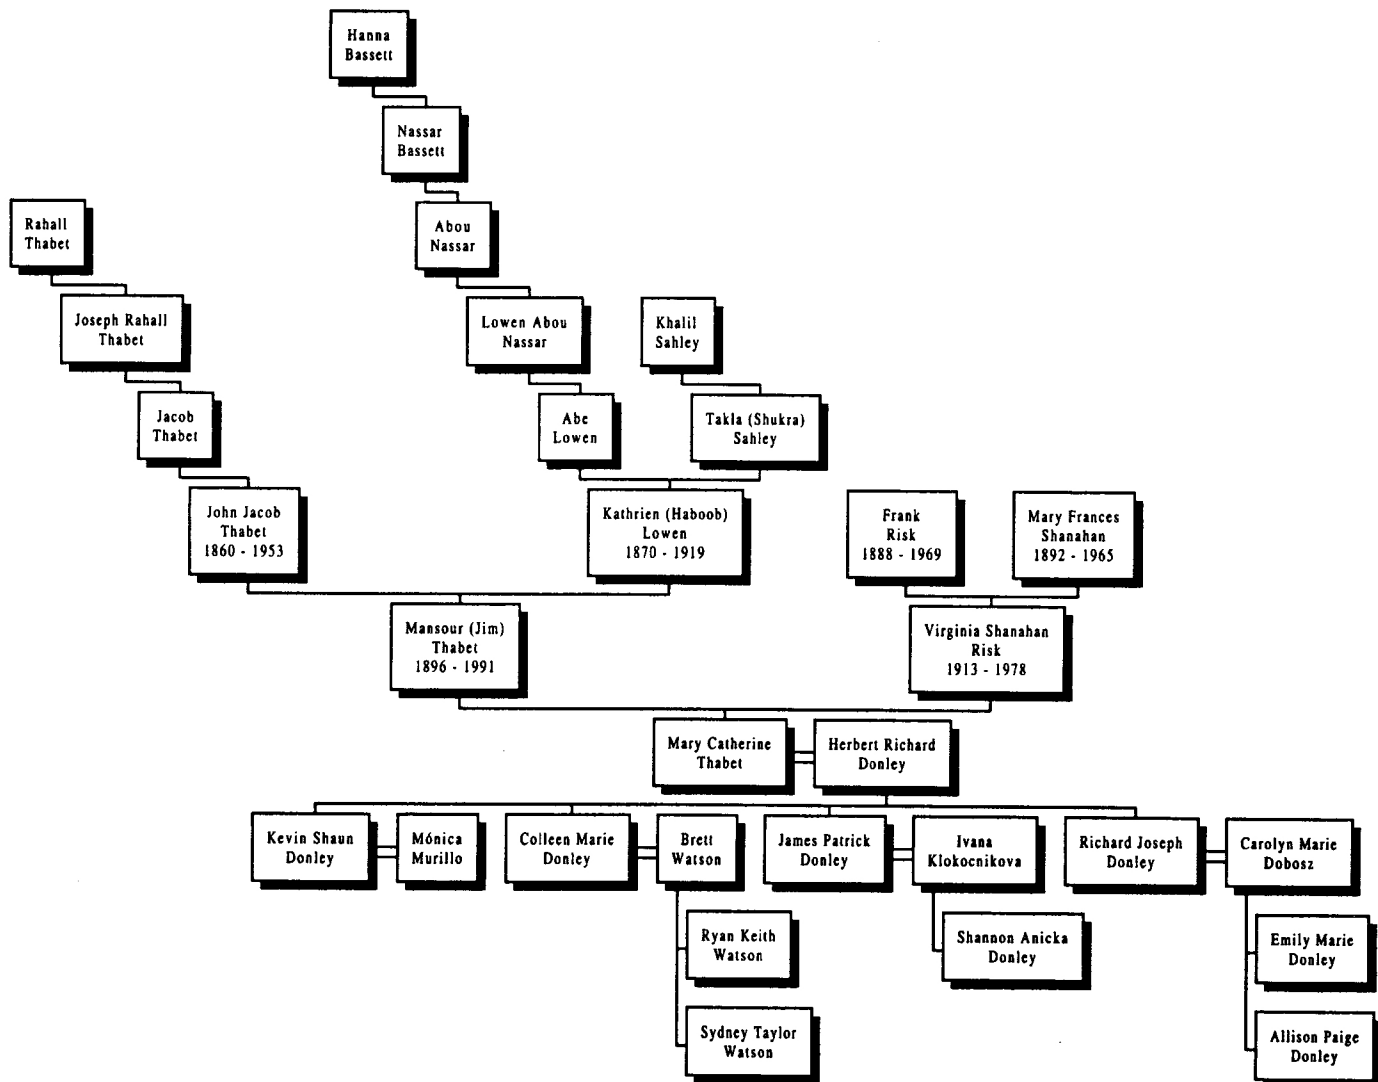 Hanna
Bassett
Nassar
Bassett
Rahall
Thabet
Abou
Nassar
Joseph Rahall
Thabet
Lowen Abou
Nassar
Khalil
Sahley
Jacob
Thabet
Abe
Lowen
Takla (Shukra)
Sahley
John Jacob
Thabet
1860 - 1953
Kathrien (Haboob)
Lowen
1870 - 1919
Frank
Risk
1888 - 1969
Mary Frances
Shanahan
1892 - 1965
Mansour (Jim)
Thabet
1896 - 1991
Virginia Shanahan
Risk
1913 - 1978
Mary Catherine
Thabet
Herbert Richard
Donley
Kevin Shaun
Donley
Mónica
Murillo
Colleen Marie
Donley
Brett
Watson
James Patrick
Donley
Ivana
Klokocnikova
Richard Joseph
Donley
Carolyn Marie
Dobosz
Ryan Keith
Watson
Shannon Anicka
Donley
Emily Marie
Donley
Sydney Taylor
Watson
Allison Paige
Donley